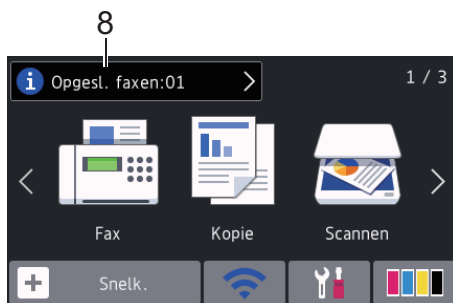 8
Opgesl. faxen:01
1 / 3
Fax Kopie Scannen
Snelk.